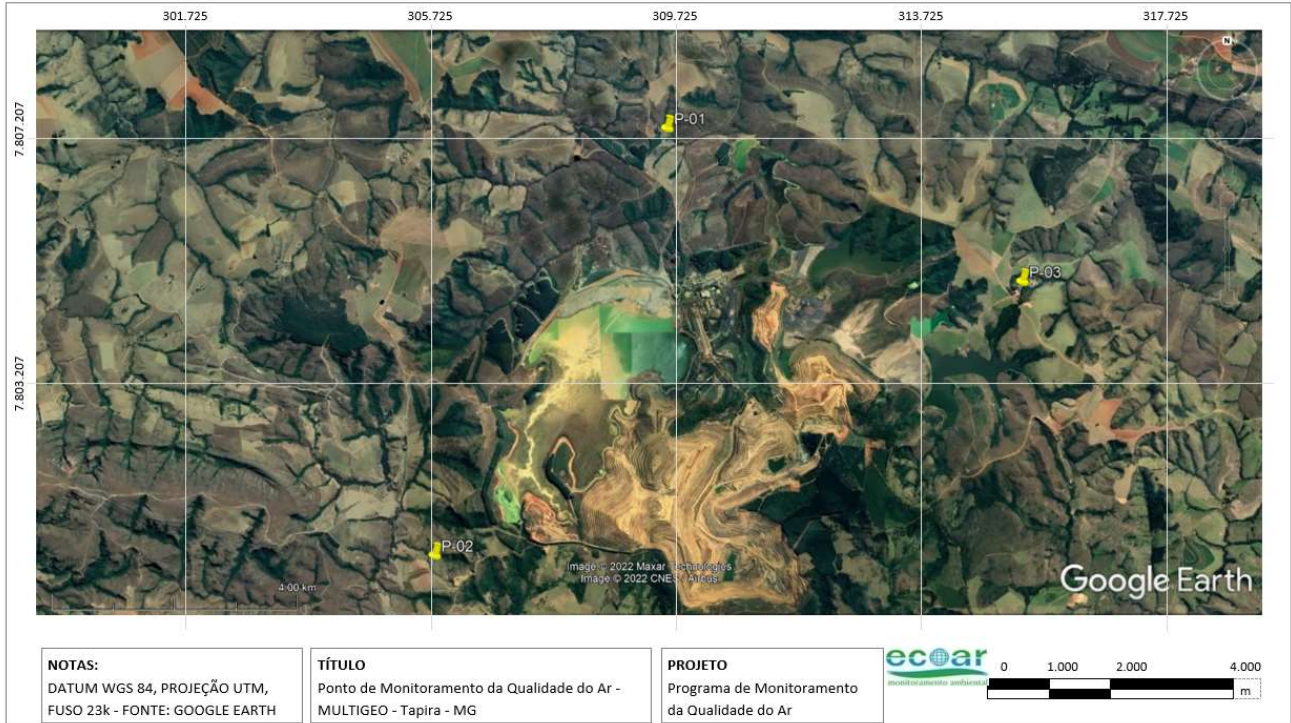 301.725 305.725 309.725 313.725 317.725
N
7.807.207
P-01
P-03
7.803.207
P-02
4.00 km
Image © 2022 Maxar Technologies
Image © 2022 CNES / Airbus
Google Earth
NOTAS:
DATUM WGS 84, PROJEÇÃO UTM,
FUSO 23k - FONTE: GOOGLE EARTH
TÍTULO
Ponto de Monitoramento da Qualidade do Ar -
MULTIGEO - Tapira - MG
PROJETO
Programa de Monitoramento
da Qualidade do Ar
ecoar
monitoramento ambiental
0 1.000 2.000 4.000
m